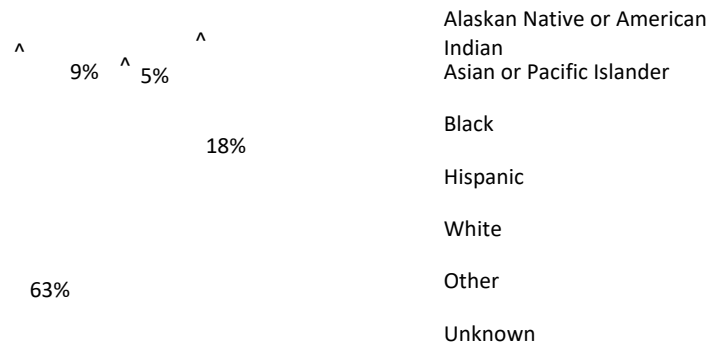 ^
^
9%
^
5%
18%
63%
Alaskan Native or American
Indian
Asian or Pacific Islander
Black
Hispanic
White
Other
Unknown